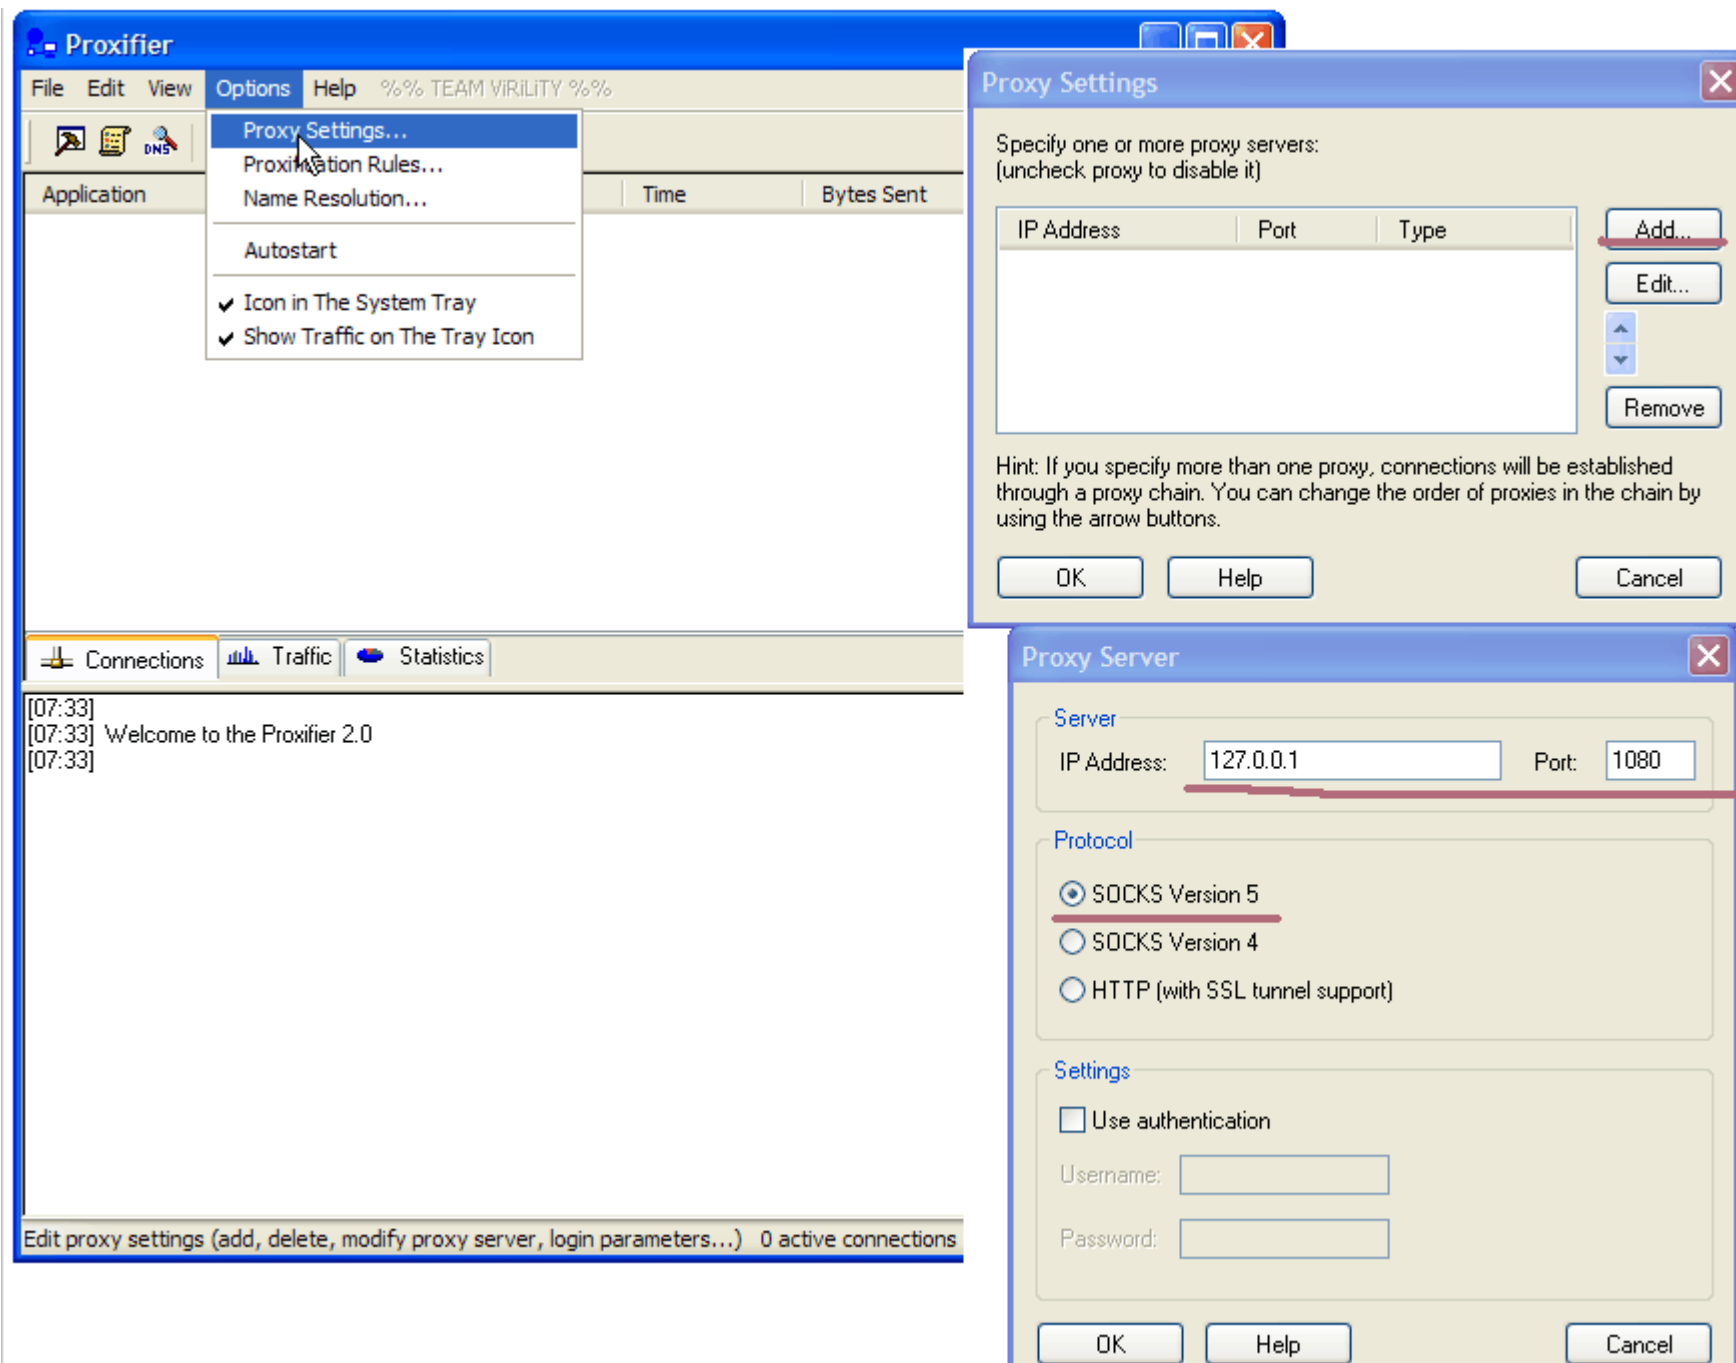 Proxifier
File Edit View Options Help %% TEAM ViRiLiTY %%
Proxy Settings...
Proxification Rules...
Name Resolution...
Autostart
Icon in The System Tray
Show Traffic on The Tray Icon
DNS
Application Time Bytes Sent
Connections Traffic Statistics
[07:33]
[07:33] Welcome to the Proxifier 2.0
[07:33]
Edit proxy settings (add, delete, modify proxy server, login parameters...) 0 active connections
Proxy Settings
Specify one or more proxy servers:
(uncheck proxy to disable it)
IP Address Port Type
Add...
Edit...
Remove
Hint: If you specify more than one proxy, connections will be established
through a proxy chain. You can change the order of proxies in the chain by
using the arrow buttons.
OK Help Cancel
Proxy Server
Server
IP Address: 127.0.0.1 Port: 1080
Protocol
SOCKS Version 5
SOCKS Version 4
HTTP (with SSL tunnel support)
Settings
Use authentication
Username:
Password:
OK Help Cancel